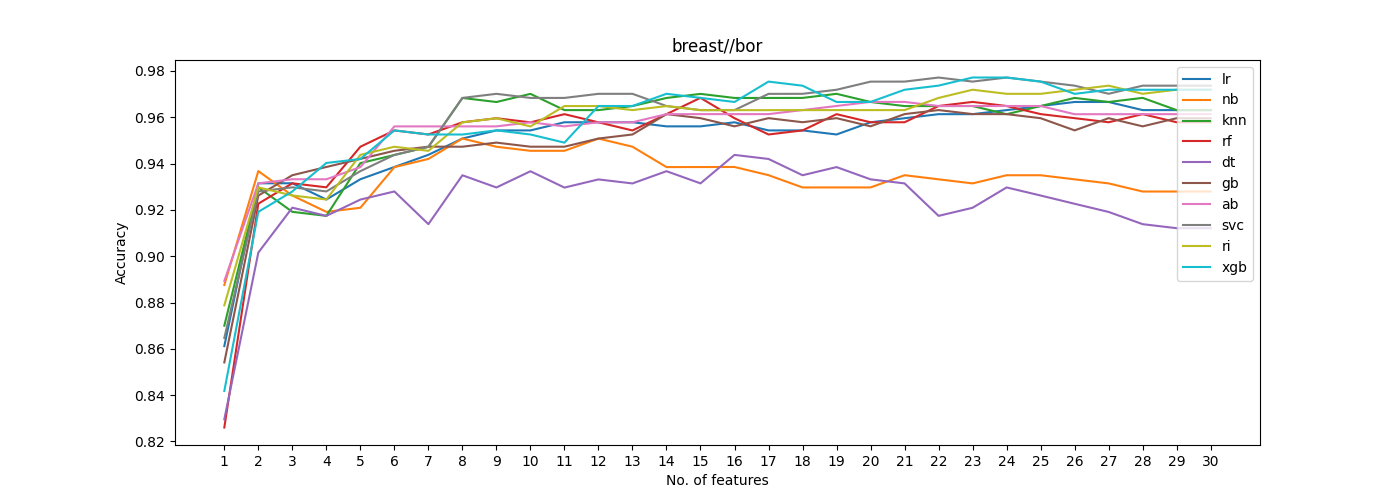 breast//bor
0.98
0.96
0.94
0.92
0.90
0.88
0.86
0.84
0.82
Accuracy
1 2 3 4 5 6 7 8 9 10 11 12 13 14 15 16 17 18 19 20 21 22 23 24 25 26 27 28 29 30
No. of features
lr
nb
knn
rf
dt
gb
ab
svc
ri
xgb